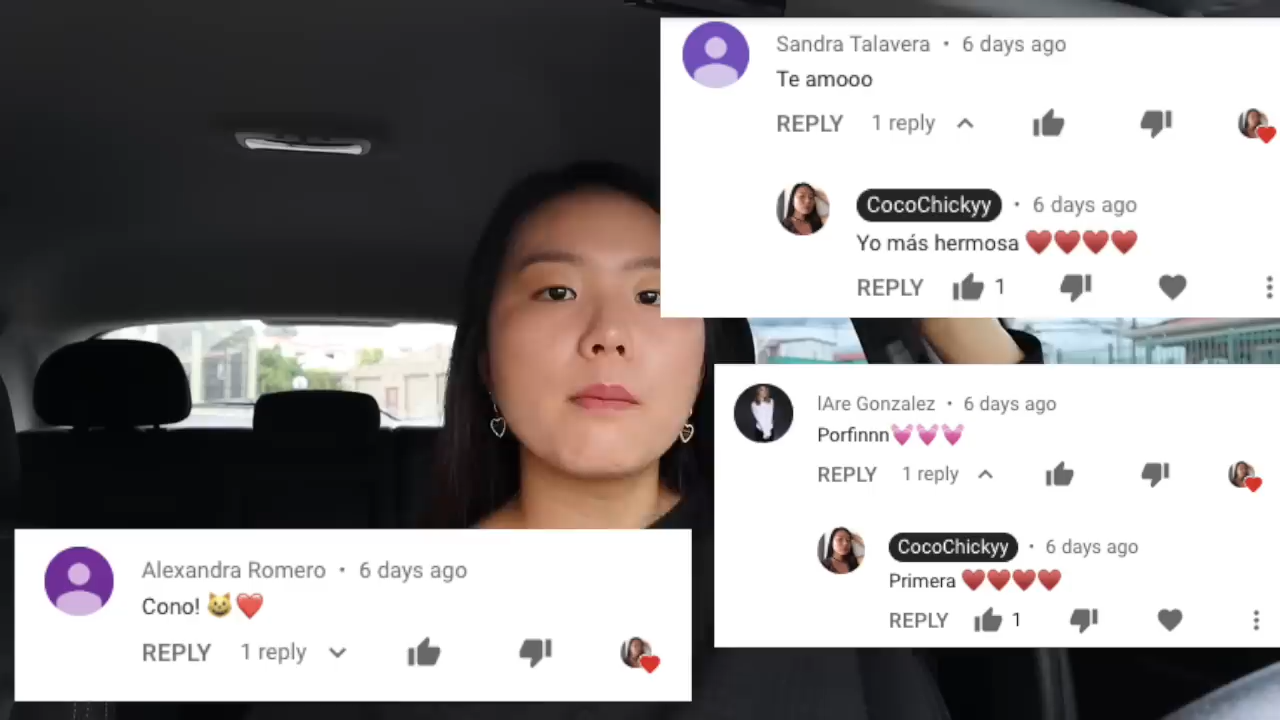 Sandra Talavera • 6 days ago
Te amooo
REPLY 1 reply
CocoChickyy • 6 days ago
Yo más hermosa ♥️♥️♥️♥️
REPLY 1
lAre Gonzalez • 6 days ago
Porfinnn💓💓💓
REPLY 1 reply
CocoChickyy • 6 days ago
Primera ♥️♥️♥️♥️
REPLY 1
Alexandra Romero • 6 days ago
Cono! 😺❤️
REPLY 1 reply